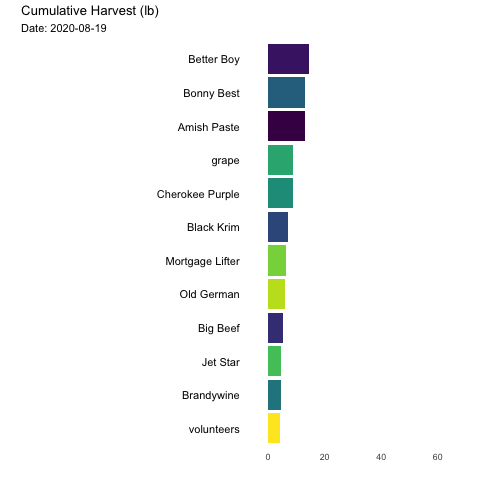 Cumulative Harvest (lb)
Date: 2020-08-19
Better Boy
Bonny Best
Amish Paste
grape
Cherokee Purple
Black Krim
Mortgage Lifter
Old German
Big Beef
Jet Star
Brandywine
volunteers
0 20 40 60